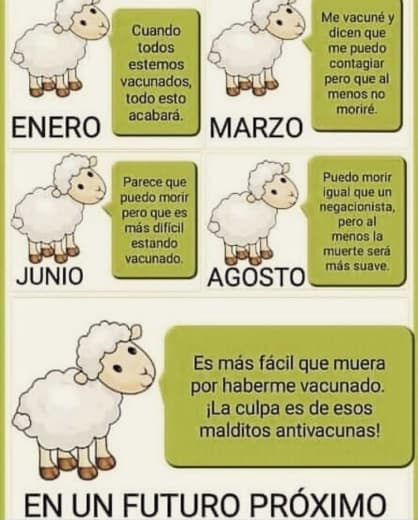 Cuando
todos
estemos
vacunados,
todo esto
acabará.
ENERO
Me vacuné y
dicen que
me puedo
contagiar
pero que al
menos no
moriré.
MARZO
Parece que
puedo morir
pero que es
más difícil
estando
vacunado.
JUNIO
Puedo morir
igual que un
negacionista,
pero al
menos la
muerte será
más suave.
AGOSTO
Es más fácil que muera
por haberme vacunado.
¡La culpa es de esos
malditos antivacunas!
EN UN FUTURO PRÓXIMO